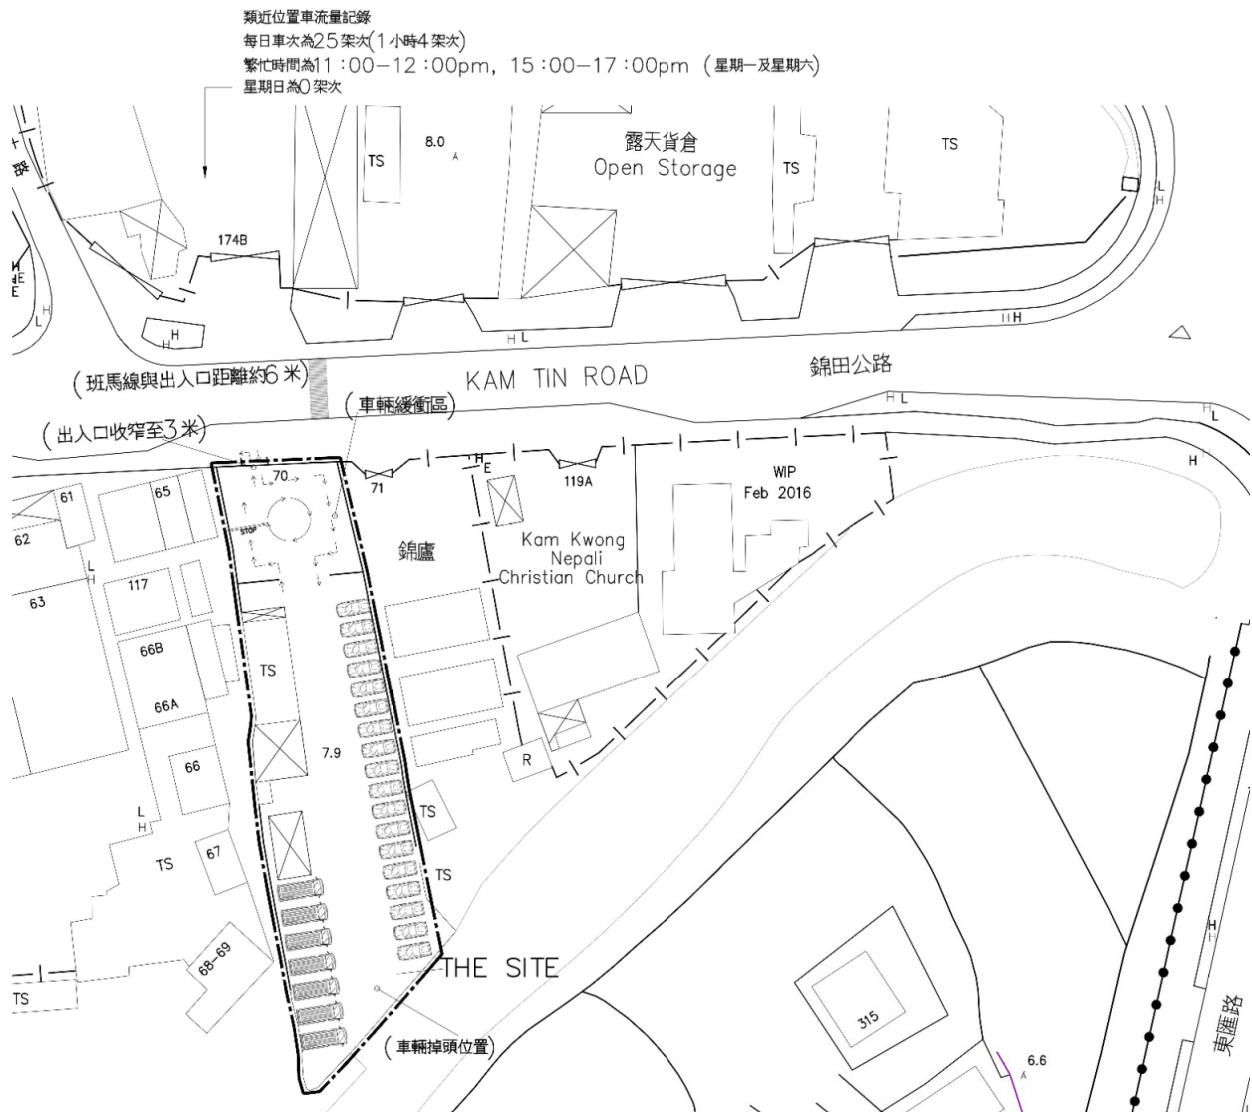 類近位置車流量記錄
每日車次為25架次(1小時4架次)
繁忙時間為11:00-12:00pm, 15:00-17:00pm (星期一及星期六)
星期日為0架次
TS
8.0
露天貨倉
Open Storage
TS
TS
路
L
H
174B
H
E
E
H
L
H
H
H L
H H
(班馬線與出入口距離約6米)
KAM TIN ROAD
錦田公路
(車輛緩衝區)
H L
H
L
(出入口收窄至3米)
70
71
H
E
119A
WIP
Feb 2016
H
61
65
62
STOP
錦廬
Kam Kwong
Nepali
Christian Church
L
H
63
117
66B
TS
66A
7.9
66
R
L
H
TS
TS
67
TS
68-69
THE SITE
TS
(車輛掉頭位置)
315
6.6
H
H
東匯路